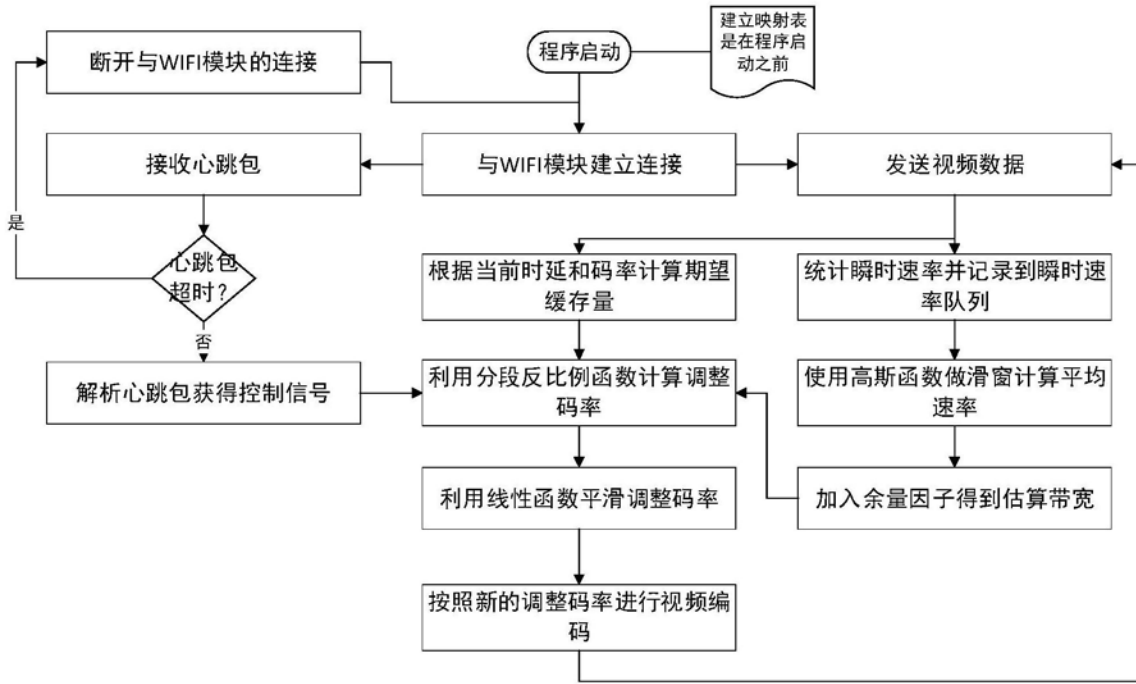 断开与WIFI模块的连接
程序启动
建立映射表
是在程序启
动之前
接收心跳包
与WIFI模块建立连接
发送视频数据
是
心跳包
超时?
根据当前时延和码率计算期望
缓存量
统计瞬时速率并记录到瞬时速
率队列
否
解析心跳包获得控制信号
利用分段反比例函数计算调整
码率
使用高斯函数做滑窗计算平均
速率
利用线性函数平滑调整码率
加入余量因子得到估算带宽
按照新的调整码率进行视频编
码